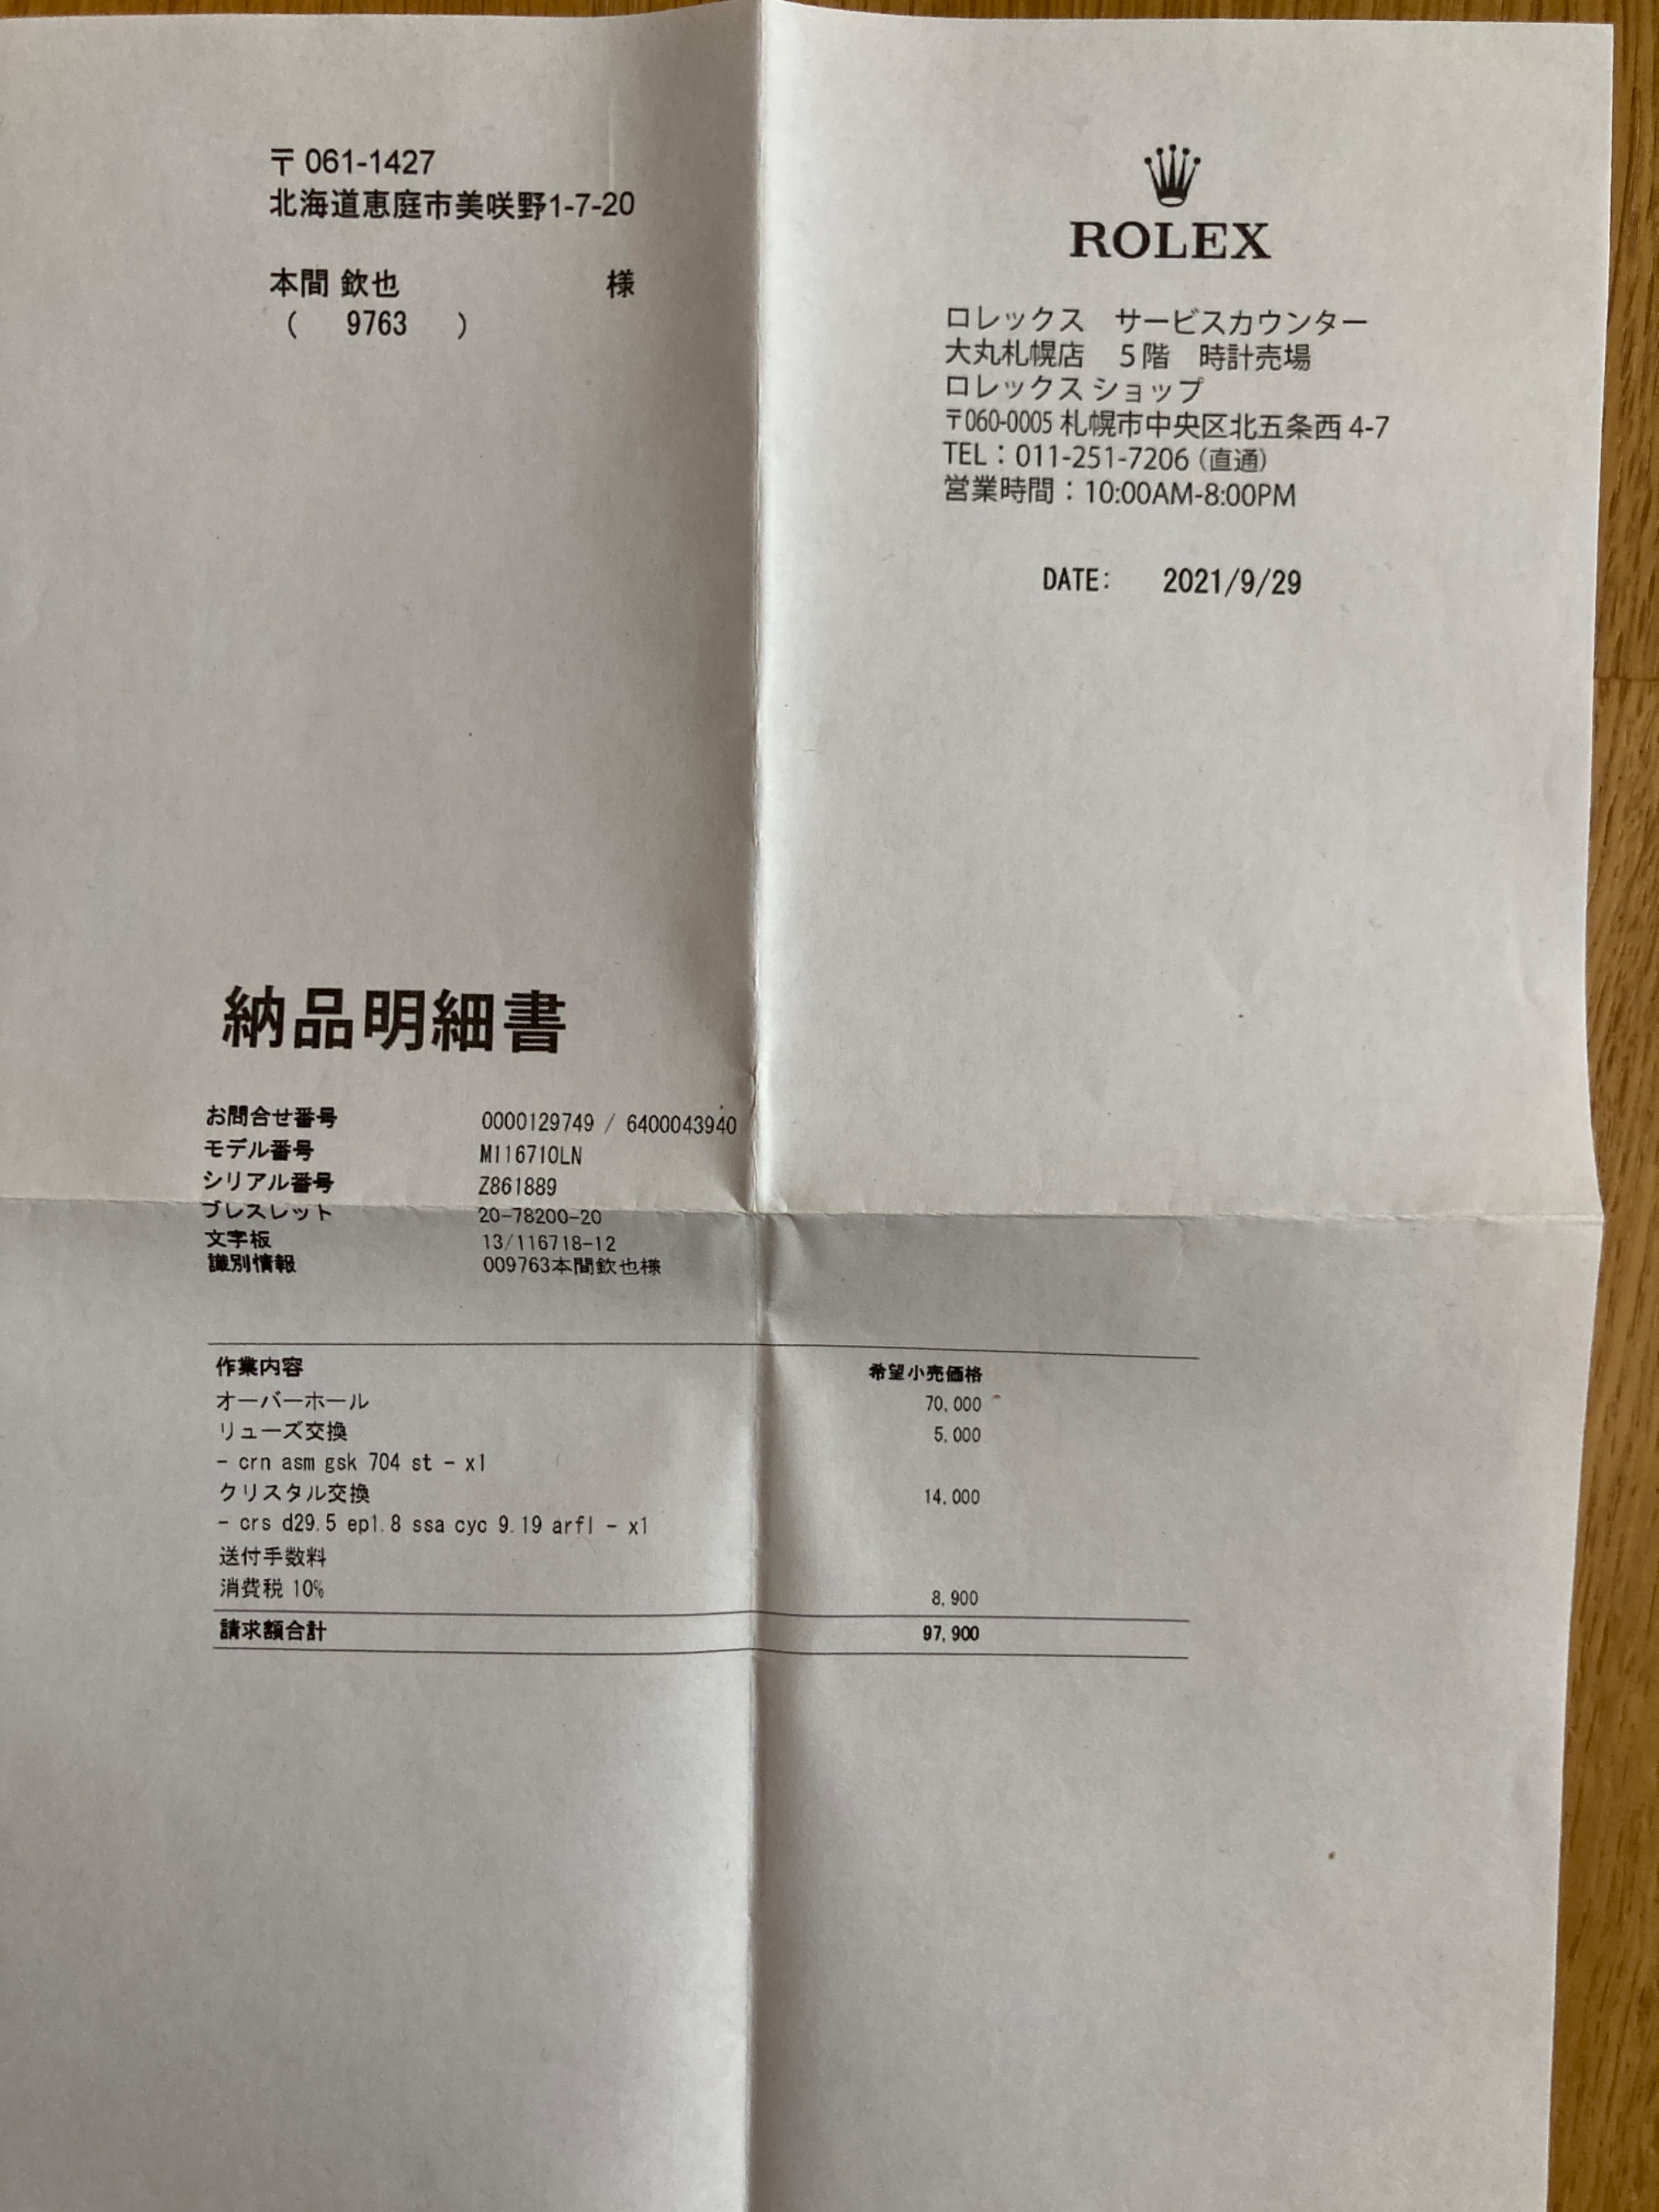 〒061-1427
北海道恵庭市美咲野1-7-20
本間 欽也 様
( 9763 )
ROLEX
ロレックス サービスカウンター
大丸札幌店 5階 時計売場
ロレックス ショップ
〒060-0005 札幌市中央区北五条西 4-7
TEL：011-251-7206（直通）
営業時間：10:00AM-8:00PM
DATE: 2021/9/29
納品明細書
お問合せ番号 0000129749 / 6400043940
モデル番号 M116710LN
シリアル番号 Z861889
ブレスレット 20-78200-20
文字板 13/116718-12
識別情報 009763本間欽也様
作業内容 希望小売価格
オーバーホール 70,000
リューズ交換 5,000
- crn asm gsk 704 st - x1
クリスタル交換 14,000
- crs d29.5 ep1.8 ssa cyc 9.19 arfl - x1
送付手数料
消費税 10% 8,900
請求額合計 97,900